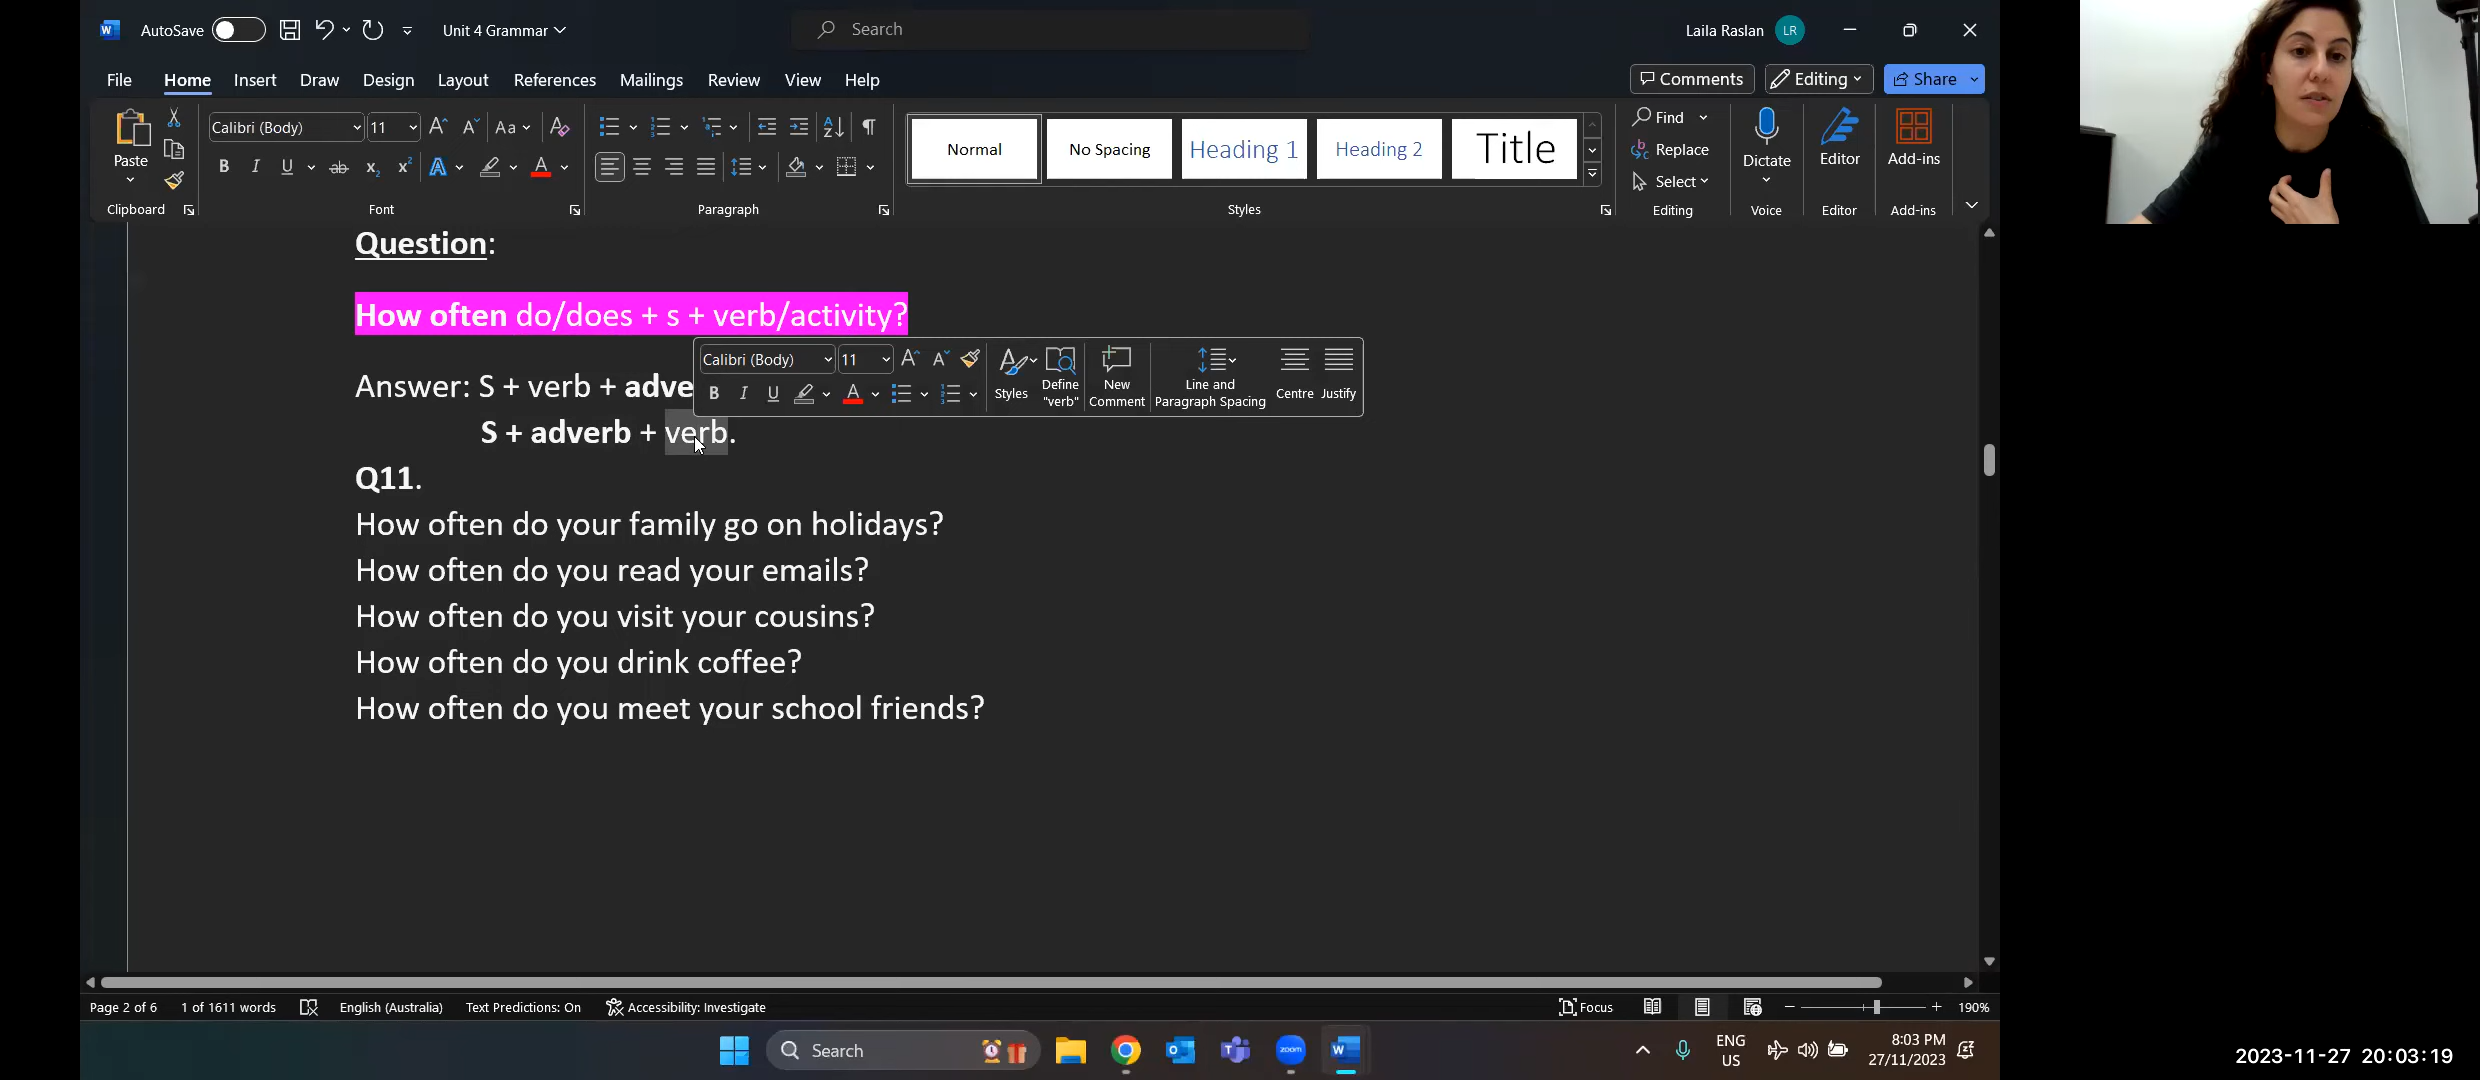 AutoSave
Unit 4 Grammar
Search
Laila Raslan
LR
File Home Insert Draw Design Layout References Mailings Review View Help
Comments
Editing
Share
Paste
Clipboard
Calibri (Body)
11
Font
Paragraph
Normal
No Spacing
Heading 1
Heading 2
Title
Styles
Find
Replace
Select
Editing
Dictate
Voice
Editor
Editor
Add-ins
Add-ins
Question:
How often do/does + s + verb/activity?
Answer: S + verb + adve
Calibri (Body) 11
Styles
Define "verb"
New Comment
Line and Paragraph Spacing
Centre
Justify
S + adverb + verb.
Q11.
How often do your family go on holidays?
How often do you read your emails?
How often do you visit your cousins?
How often do you drink coffee?
How often do you meet your school friends?
Page 2 of 6 1 of 1611 words English (Australia) Text Predictions: On Accessibility: Investigate Focus 190%
Search
zoom
ENG
US
8:03 PM
27/11/2023
2023-11-27 20:03:19